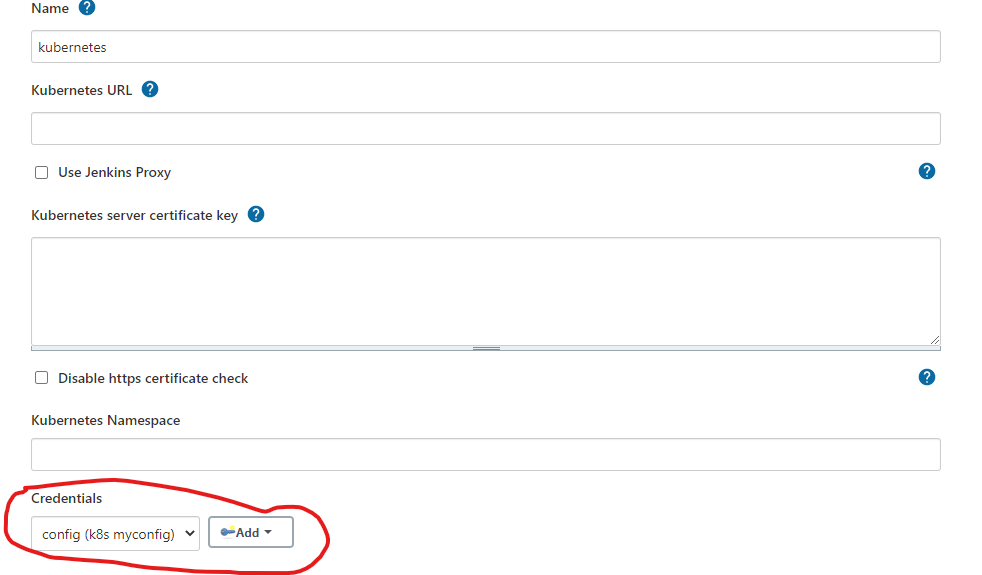 Name ?
kubernetes
Kubernetes URL ?
Use Jenkins Proxy ?
Kubernetes server certificate key ?
Disable https certificate check ?
Kubernetes Namespace
Credentials
config (k8s myconfig) Add